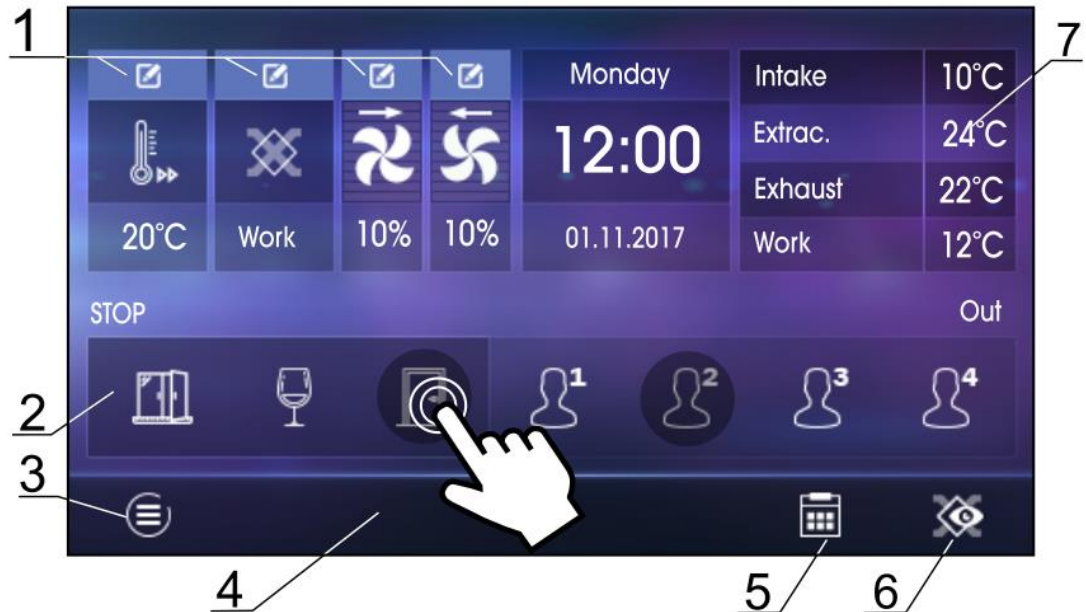 1
7
Monday
Intake 10°C
12:00
Extrac. 24°C
Exhaust 22°C
20°C Work 10% 10% 01.11.2017 Work 12°C
STOP Out
1 2 3 4
2
3
4
5
6